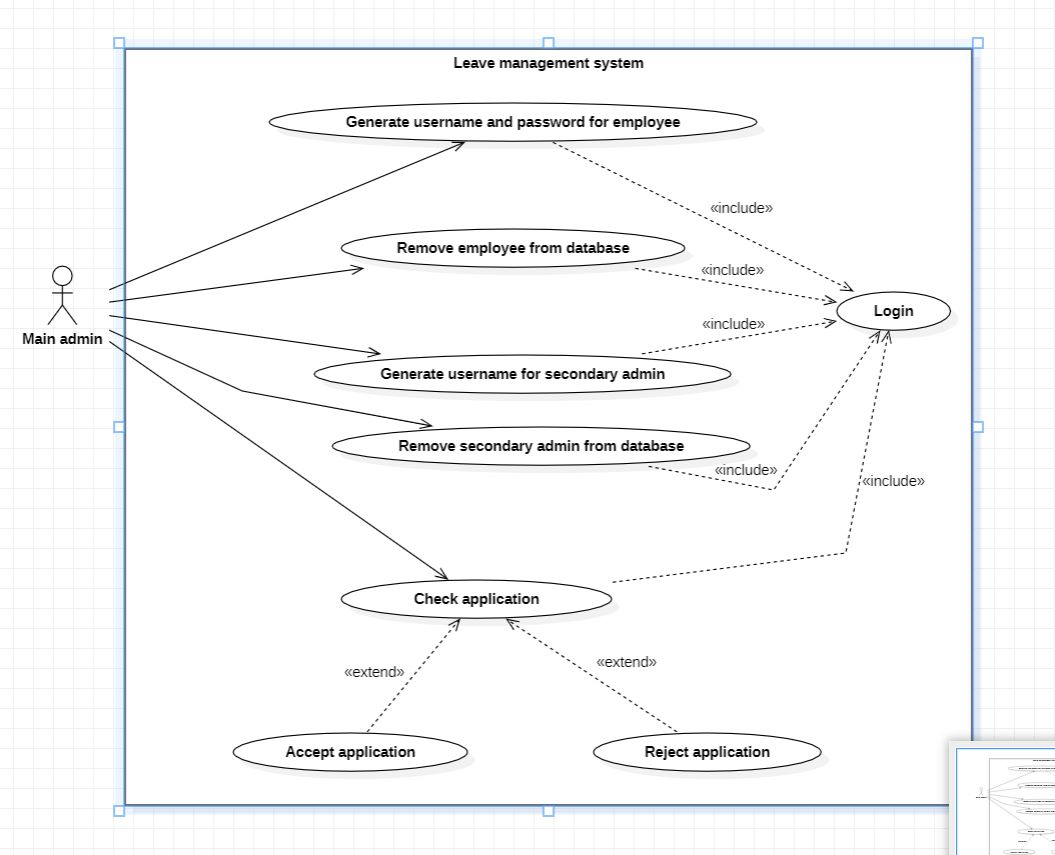 Leave management system
Generate username and password for employee
«include»
Remove employee from database
«include»
Login
«include»
Main admin
Generate username for secondary admin
Remove secondary admin from database
«include»
«include»
Check application
«extend»
«extend»
Accept application
Reject application